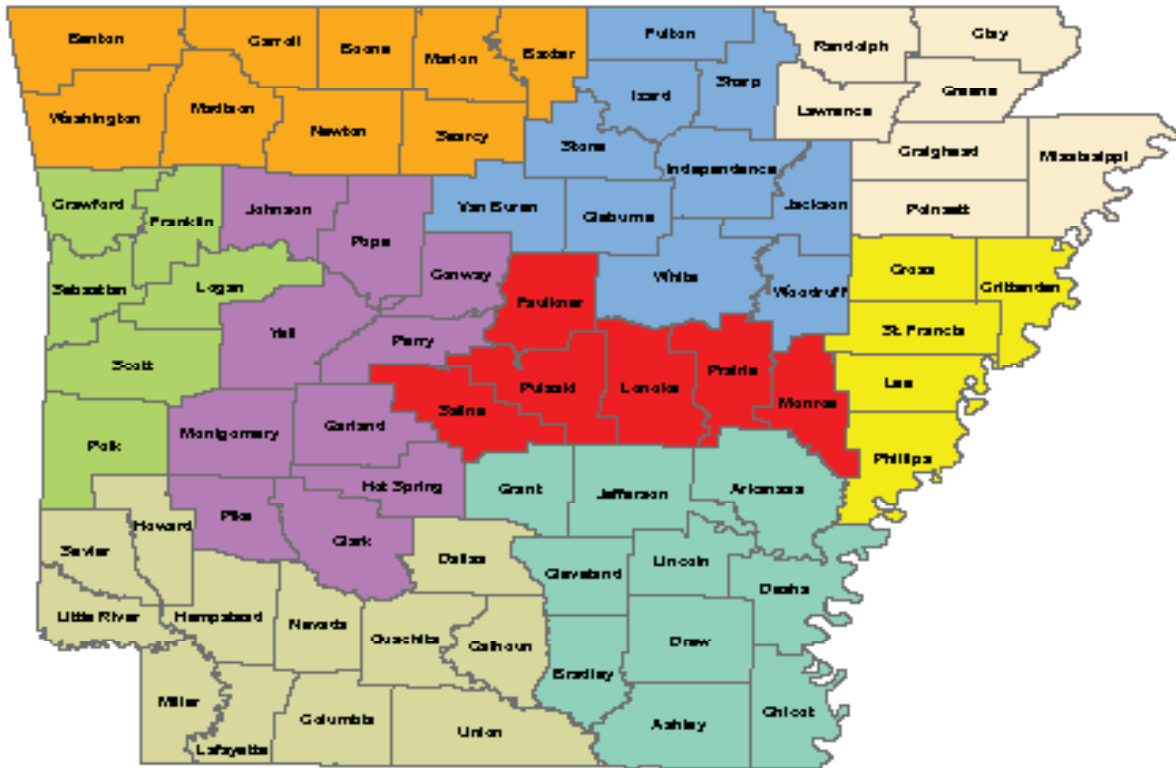 Benton
Carroll
Boone
Marion
Baxter
Fulton
Randolph
Clay
Sharp
Izard
Greene
Lawrence
Washington
Madison
Newton
Searcy
Stone
Craighead
Mississippi
Independence
Crawford
Franklin
Johnson
Van Buren
Cleburne
Jackson
Poinsett
Pope
Conway
White
Woodruff
Cross
Crittenden
Sebastian
Logan
Faulkner
Yell
Perry
St. Francis
Scott
Pulaski
Lonoke
Prairie
Lee
Saline
Monroe
Polk
Montgomery
Garland
Phillips
Hot Spring
Grant
Jefferson
Arkansas
Howard
Pike
Clark
Sevier
Dallas
Cleveland
Lincoln
Desha
Little River
Hempstead
Nevada
Ouachita
Calhoun
Drew
Bradley
Miller
Columbia
Union
Ashley
Chicot
Lafayette